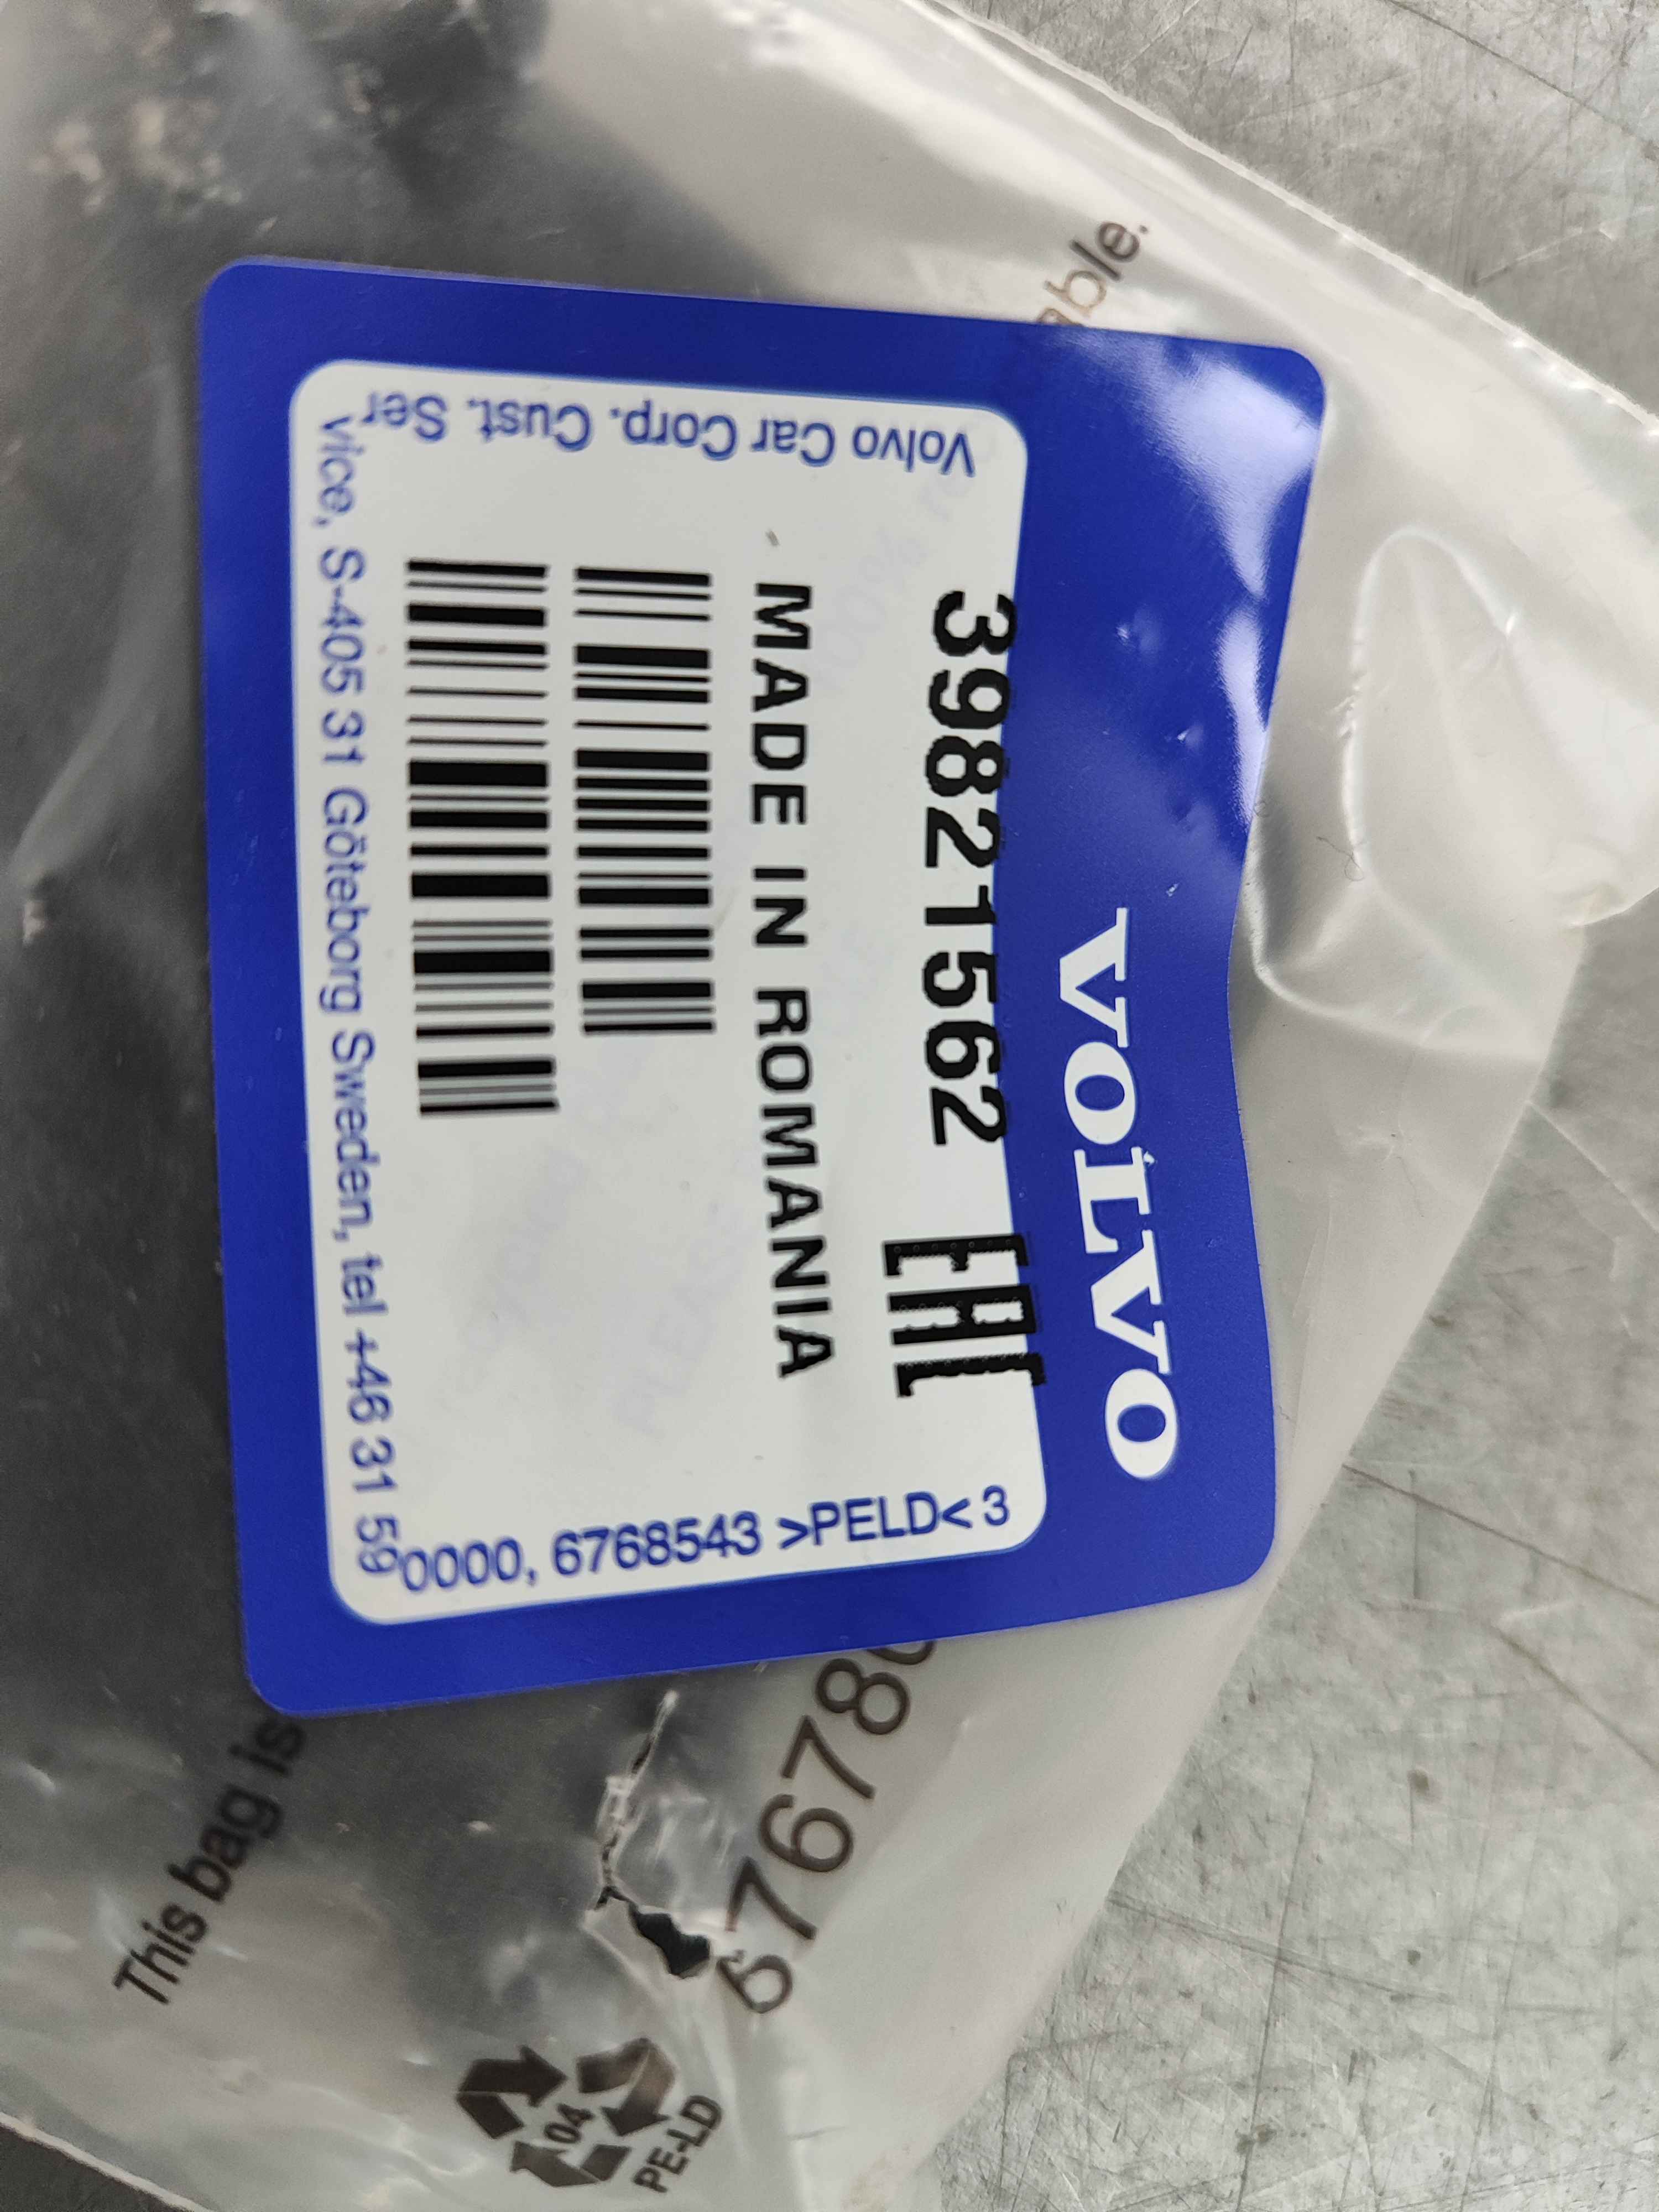 VOLVO
39821562 EAC
MADE IN ROMANIA
Volvo Car Corp. Cust. Ser
vice, S-405 31 Göteborg Sweden, tel +46 31 59
0000, 6768543 >PELD< 3
This bag is
04
PE-LD